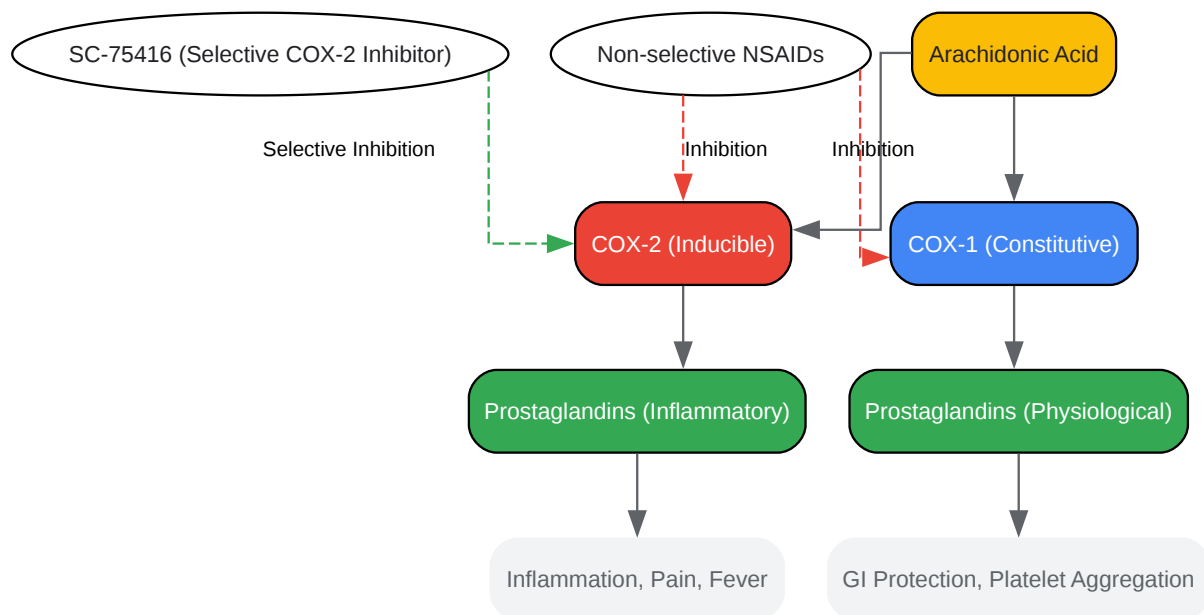 SC-75416 (Selective COX-2 Inhibitor)
Non-selective NSAIDs
Arachidonic Acid
Selective Inhibition
Inhibition
Inhibition
COX-2 (Inducible)
COX-1 (Constitutive)
Prostaglandins (Inflammatory)
Prostaglandins (Physiological)
Inflammation, Pain, Fever
GI Protection, Platelet Aggregation